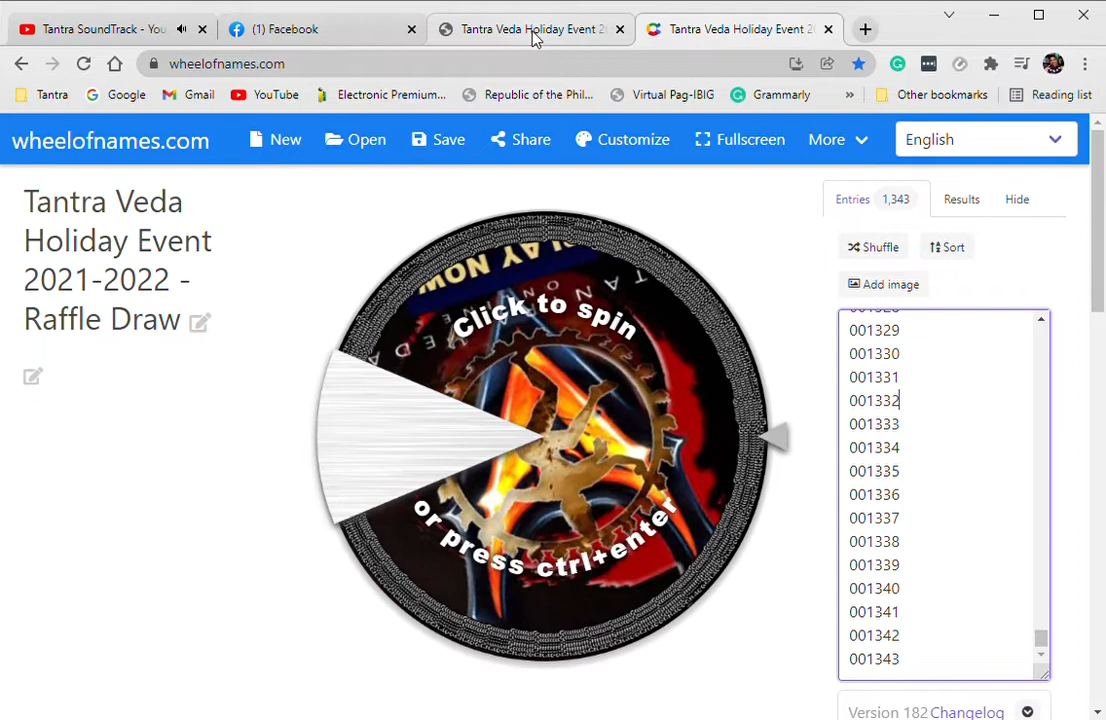 Tantra SoundTrack - You
(1) Facebook
Tantra Veda Holiday Event 2
Tantra Veda Holiday Event 2
wheelofnames.com
Tantra
Google
Gmail
YouTube
Electronic Premium...
Republic of the Phil...
Virtual Pag-IBIG
Grammarly
»
Other bookmarks
Reading list
wheelofnames.com
New
Open
Save
Share
Customize
Fullscreen
More
English
Tantra Veda
Holiday Event
2021-2022 -
Raffle Draw
Entries 1,343
Results
Hide
Shuffle
Sort
Add image
PLAY NOW
Click to spin
or press ctrl+enter
001329
001330
001331
001332
001333
001334
001335
001336
001337
001338
001339
001340
001341
001342
001343
Version 182
Changelog